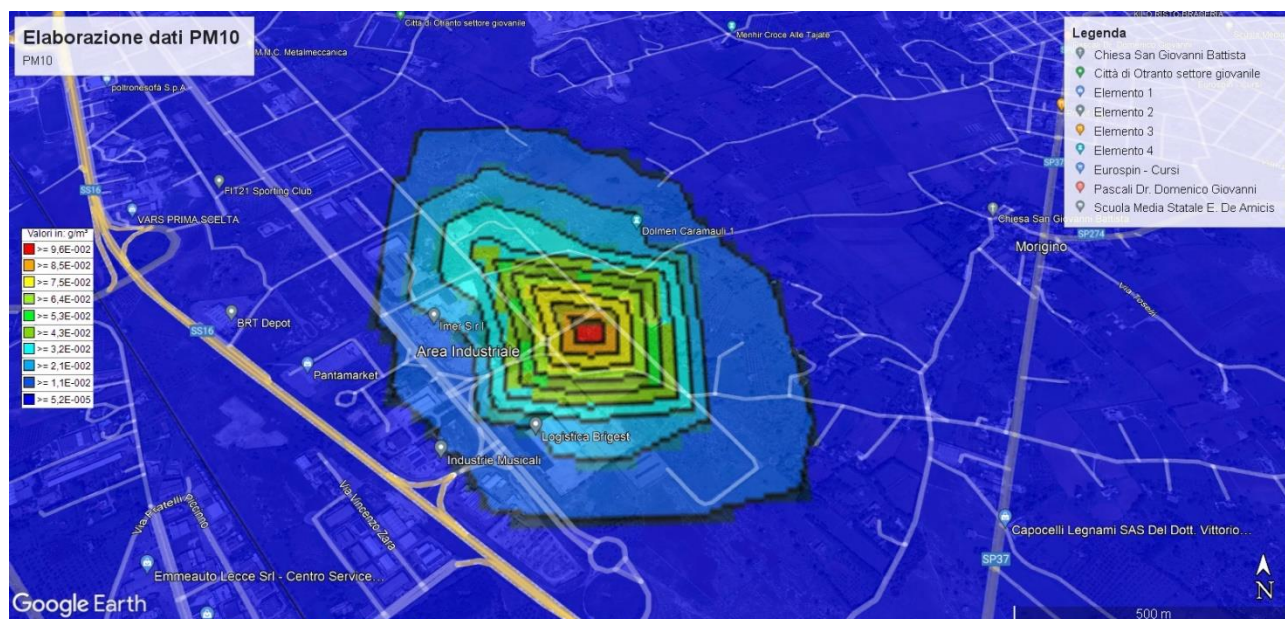 Elaborazione dati PM10
PM10
Città di Otranto settore giovanile
M.M.C. Metalmeccanica
poltronesofà S.p.A
Menhir Croce Alle Tajate
Legenda
Chiesa San Giovanni Battista
Città di Otranto settore giovanile
Elemento 1
Elemento 2
Elemento 3
Elemento 4
Eurospin - Cursi
Pascali Dr. Domenico Giovanni
Scuola Media Statale E. De Amicis
SP37
SS16
FIT21 Sporting Club
VARS PRIMA SCELTA
Dolmen Caramauli 1
Chiesa San Giovanni Battista
SP274
Morigino
Via Toselli
Valori in: g/m³
>= 9,6E-002
>= 8,5E-002
>= 7,5E-002
>= 6,4E-002
>= 5,3E-002
>= 4,3E-002
>= 3,2E-002
>= 2,1E-002
>= 1,1E-002
>= 5,2E-005
BRT Depot
SS16
Imer S.r.l.
Area Industriale
Pantamarket
Logistica Brigest
Industrie Musicali
Via Vincenzo Zara
Via Fratelli Piccinno
Capocelli Legnami SAS Del Dott. Vittorio...
SP37
Emmeauto Lecce Srl - Centro Service...
Google Earth
N
500 m